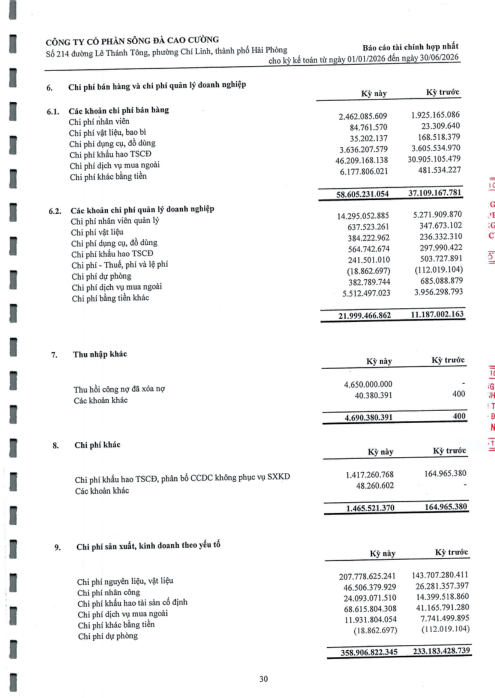 CÔNG TY CỔ PHẦN SÔNG ĐÀ CAO CƯỜNG
Số 214 đường Lê Thánh Tông, phường Chí Linh, thành phố Hải Phòng
Báo cáo tài chính hợp nhất
cho kỳ kế toán từ ngày 01/01/2026 đến ngày 30/06/2026
6. Chi phí bán hàng và chi phí quản lý doanh nghiệp
Kỳ này Kỳ trước
6.1. Các khoản chi phí bán hàng
Chi phí nhân viên 2.462.085.609 1.925.165.086
Chi phí vật liệu, bao bì 84.761.570 23.309.640
Chi phí dụng cụ, đồ dùng 35.202.137 168.518.379
Chi phí khấu hao TSCĐ 3.636.207.579 3.605.534.970
Chi phí dịch vụ mua ngoài 46.209.168.138 30.905.105.479
Chi phí khác bằng tiền 6.177.806.021 481.534.227
58.605.231.054 37.109.167.781
6.2. Các khoản chi phí quản lý doanh nghiệp
Chi phí nhân viên quản lý 14.295.052.885 5.271.909.870
Chi phí vật liệu 637.523.261 347.673.102
Chi phí dụng cụ, đồ dùng 384.222.962 236.332.310
Chi phí khấu hao TSCĐ 564.742.674 297.990.422
Chi phí - Thuế, phí và lệ phí 241.501.010 503.727.891
Chi phí dự phòng (18.862.697) (112.019.104)
Chi phí dịch vụ mua ngoài 382.789.744 685.088.879
Chi phí bằng tiền khác 5.512.497.023 3.956.298.793
21.999.466.862 11.187.002.163
7. Thu nhập khác
Kỳ này Kỳ trước
Thu hồi công nợ đã xóa nợ 4.650.000.000 -
Các khoản khác 40.380.391 400
4.690.380.391 400
8. Chi phí khác
Kỳ này Kỳ trước
Chi phí khấu hao TSCĐ, phân bổ CCDC không phục vụ SXKD 1.417.260.768 164.965.380
Các khoản khác 48.260.602 -
1.465.521.370 164.965.380
9. Chi phí sản xuất, kinh doanh theo yếu tố
Kỳ này Kỳ trước
Chi phí nguyên liệu, vật liệu 207.778.625.241 143.707.280.411
Chi phí nhân công 46.506.379.929 26.281.357.397
Chi phí khấu hao tài sản cố định 24.093.071.510 14.399.518.860
Chi phí dịch vụ mua ngoài 68.615.804.308 41.165.791.280
Chi phí khác bằng tiền 11.931.804.054 7.741.499.895
Chi phí dự phòng (18.862.697) (112.019.104)
358.906.822.345 233.183.428.739
30